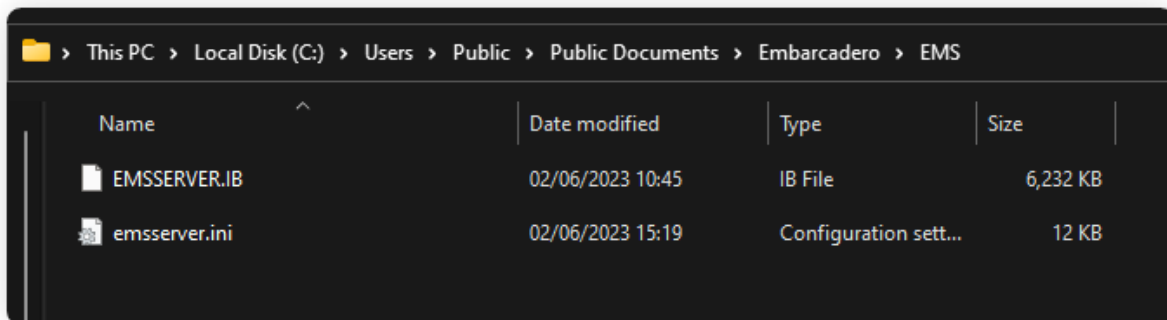 This PC > Local Disk (C:) > Users > Public > Public Documents > Embarcadero > EMS
Name Date modified Type Size
EMSSERVER.IB 02/06/2023 10:45 IB File 6,232 KB
emsserver.ini 02/06/2023 15:19 Configuration sett... 12 KB